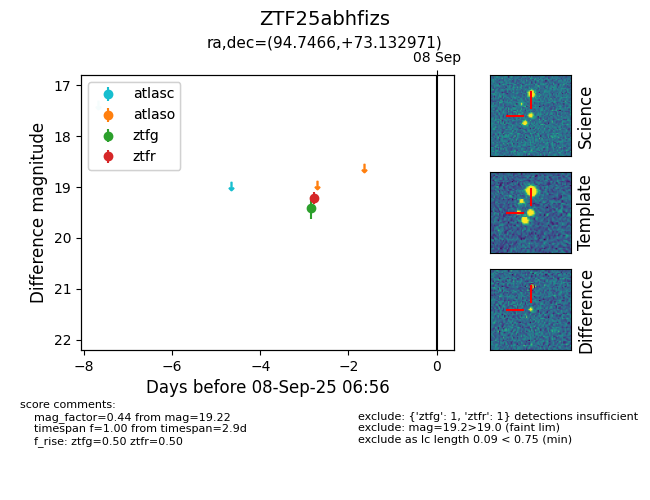 ZTF25abhfizs
ra,dec=(94.7466,+73.132971)
08 Sep
17
18
19
20
21
22
Difference magnitude
atlasc
atlaso
ztfg
ztfr
−8
−6
−4
−2
0
Days before 08-Sep-25 06:56
Science
Template
Difference
score comments:
mag_factor=0.44 from mag=19.22
timespan f=1.00 from timespan=2.9d
f_rise: ztfg=0.50 ztfr=0.50
exclude: {'ztfg': 1, 'ztfr': 1} detections insufficient
exclude: mag=19.2>19.0 (faint lim)
exclude as lc length 0.09 < 0.75 (min)